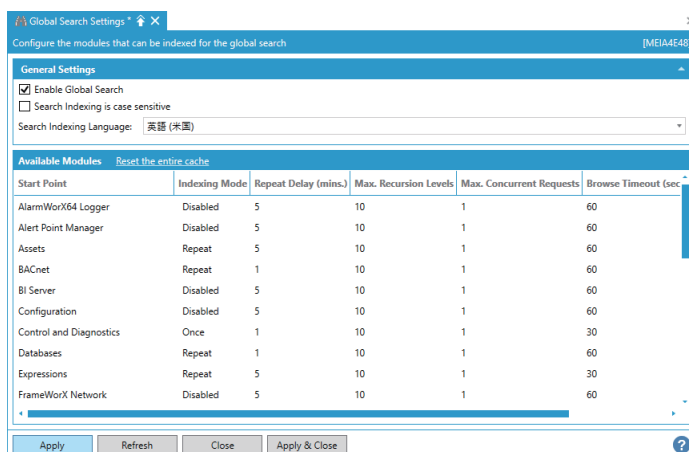 Global Search Settings *
Configure the modules that can be indexed for the global search [MEIA4E48]
General Settings
Enable Global Search
Search Indexing is case sensitive
Search Indexing Language: 英語 (米国)
Available Modules Reset the entire cache
Start Point Indexing Mode Repeat Delay (mins.) Max. Recursion Levels Max. Concurrent Requests Browse Timeout (sec
AlarmWorX64 Logger Disabled 5 10 1 60
Alert Point Manager Disabled 5 10 1 60
Assets Repeat 5 10 1 60
BACnet Repeat 1 10 1 60
BI Server Disabled 5 10 1 60
Configuration Disabled 5 10 1 60
Control and Diagnostics Once 1 10 1 30
Databases Repeat 1 10 1 60
Expressions Repeat 5 10 1 30
FrameWorX Network Disabled 5 10 1 60
Apply Refresh Close Apply & Close ?